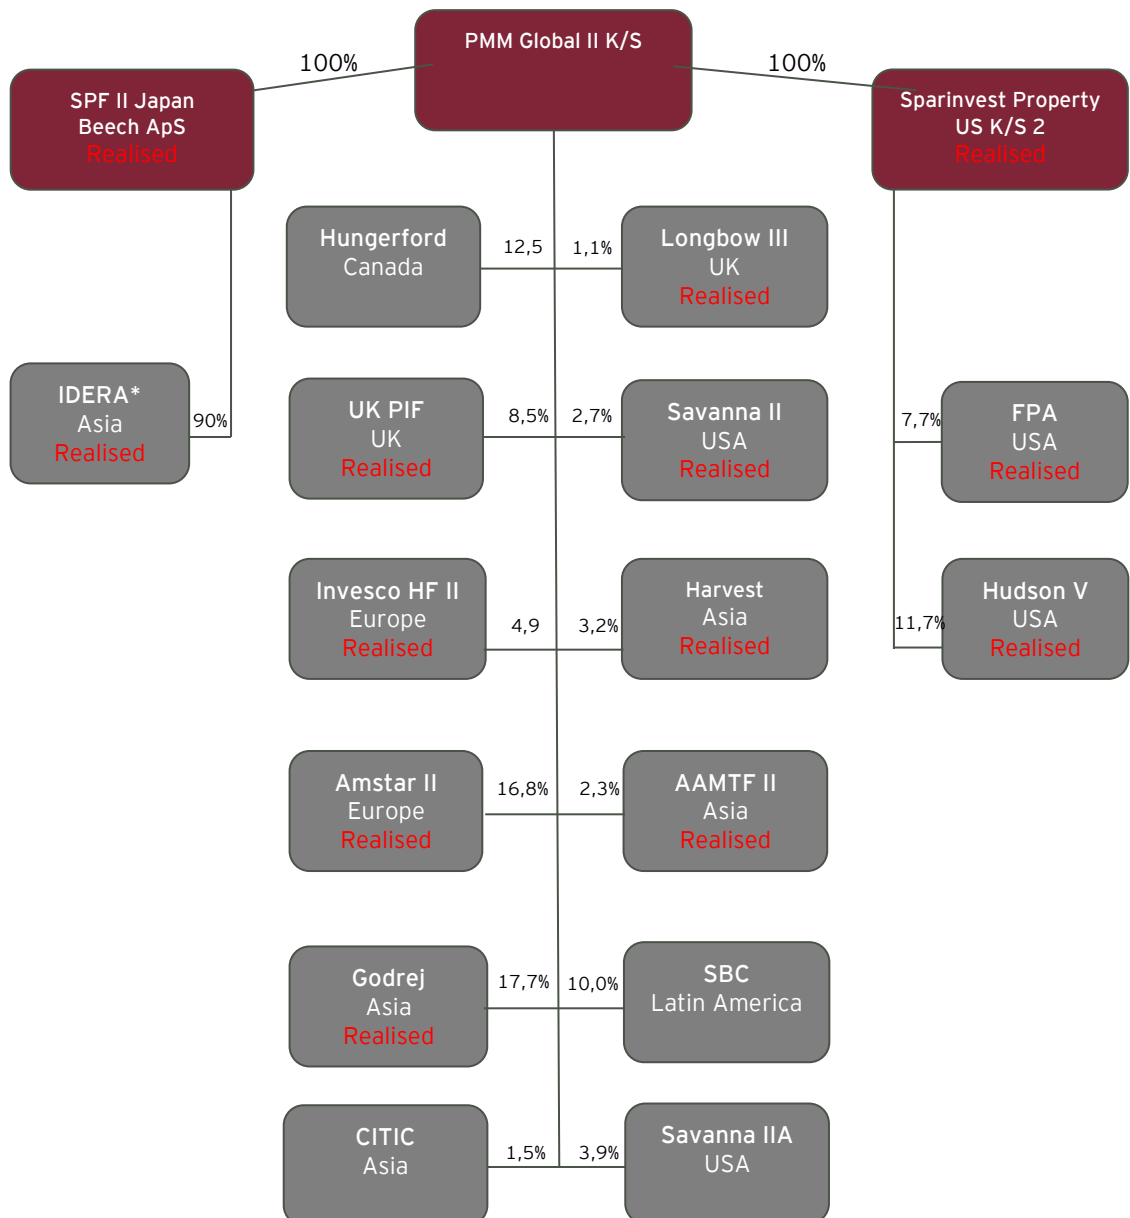 PMM Global II K/S
100%
100%
SPF II Japan
Beech ApS
Realised
Sparinvest Property
US K/S 2
Realised
Hungerford
Canada
12,5
1,1%
Longbow III
UK
Realised
IDERA*
Asia
Realised
90%
UK PIF
UK
Realised
8,5%
2,7%
Savanna II
USA
Realised
7,7%
FPA
USA
Realised
Invesco HF II
Europe
Realised
4,9
3,2%
Harvest
Asia
Realised
11,7%
Hudson V
USA
Realised
Amstar II
Europe
Realised
16,8%
2,3%
AAMTF II
Asia
Realised
Godrej
Asia
Realised
17,7%
10,0%
SBC
Latin America
CITIC
Asia
1,5%
3,9%
Savanna IIA
USA